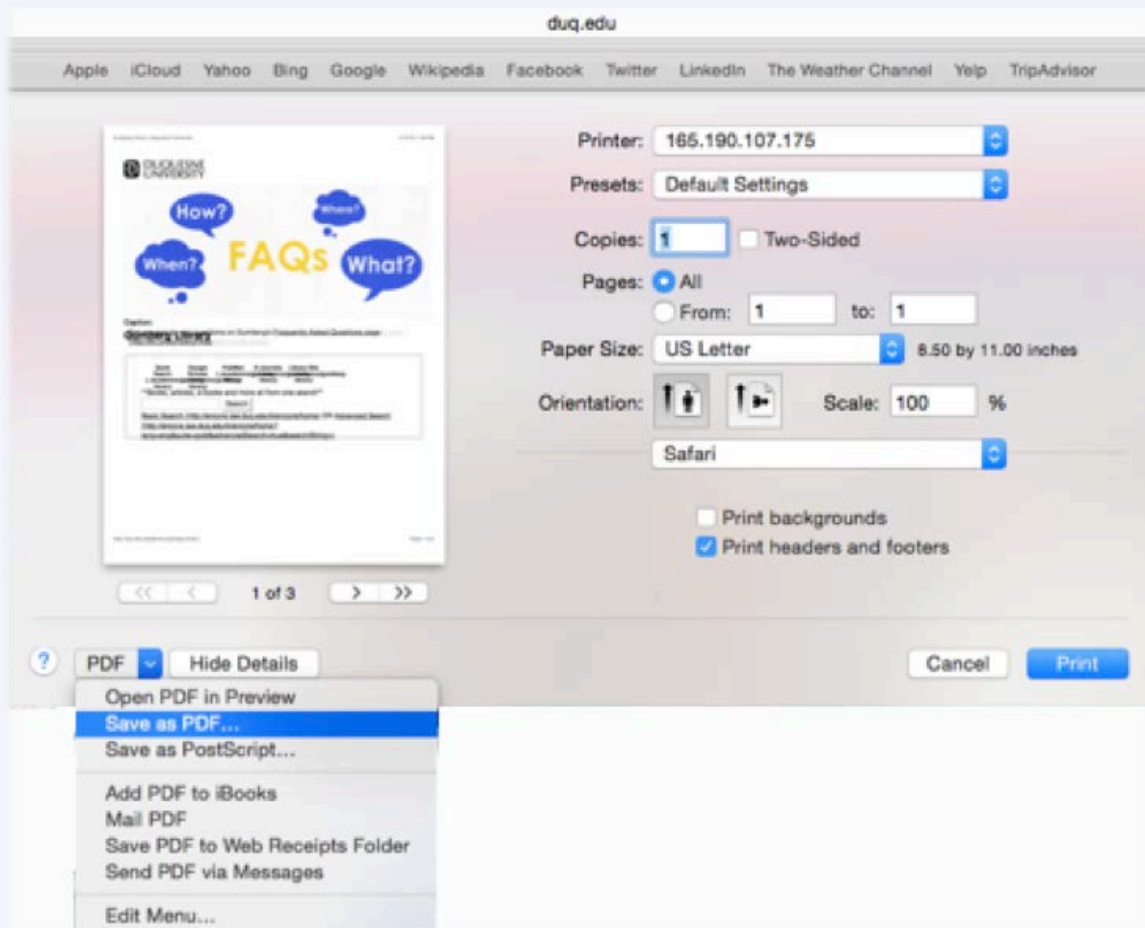 duq.edu
Apple iCloud Yahoo Bing Google Wikipedia Facebook Twitter LinkedIn The Weather Channel Yelp TripAdvisor
DUQUESNE
UNIVERSITY
How?
Where?
When?
FAQs
What?
Caption:
Printer: 165.190.107.175
Presets: Default Settings
Copies: 1 Two-Sided
Pages: All
From: 1 to: 1
Paper Size: US Letter 8.50 by 11.00 inches
Orientation: Scale: 100 %
Safari
Print backgrounds
Print headers and footers
<< < 1 of 3 > >>
? PDF Hide Details Cancel Print
Open PDF in Preview
Save as PDF...
Save as PostScript...
Add PDF to iBooks
Mail PDF
Save PDF to Web Receipts Folder
Send PDF via Messages
Edit Menu...